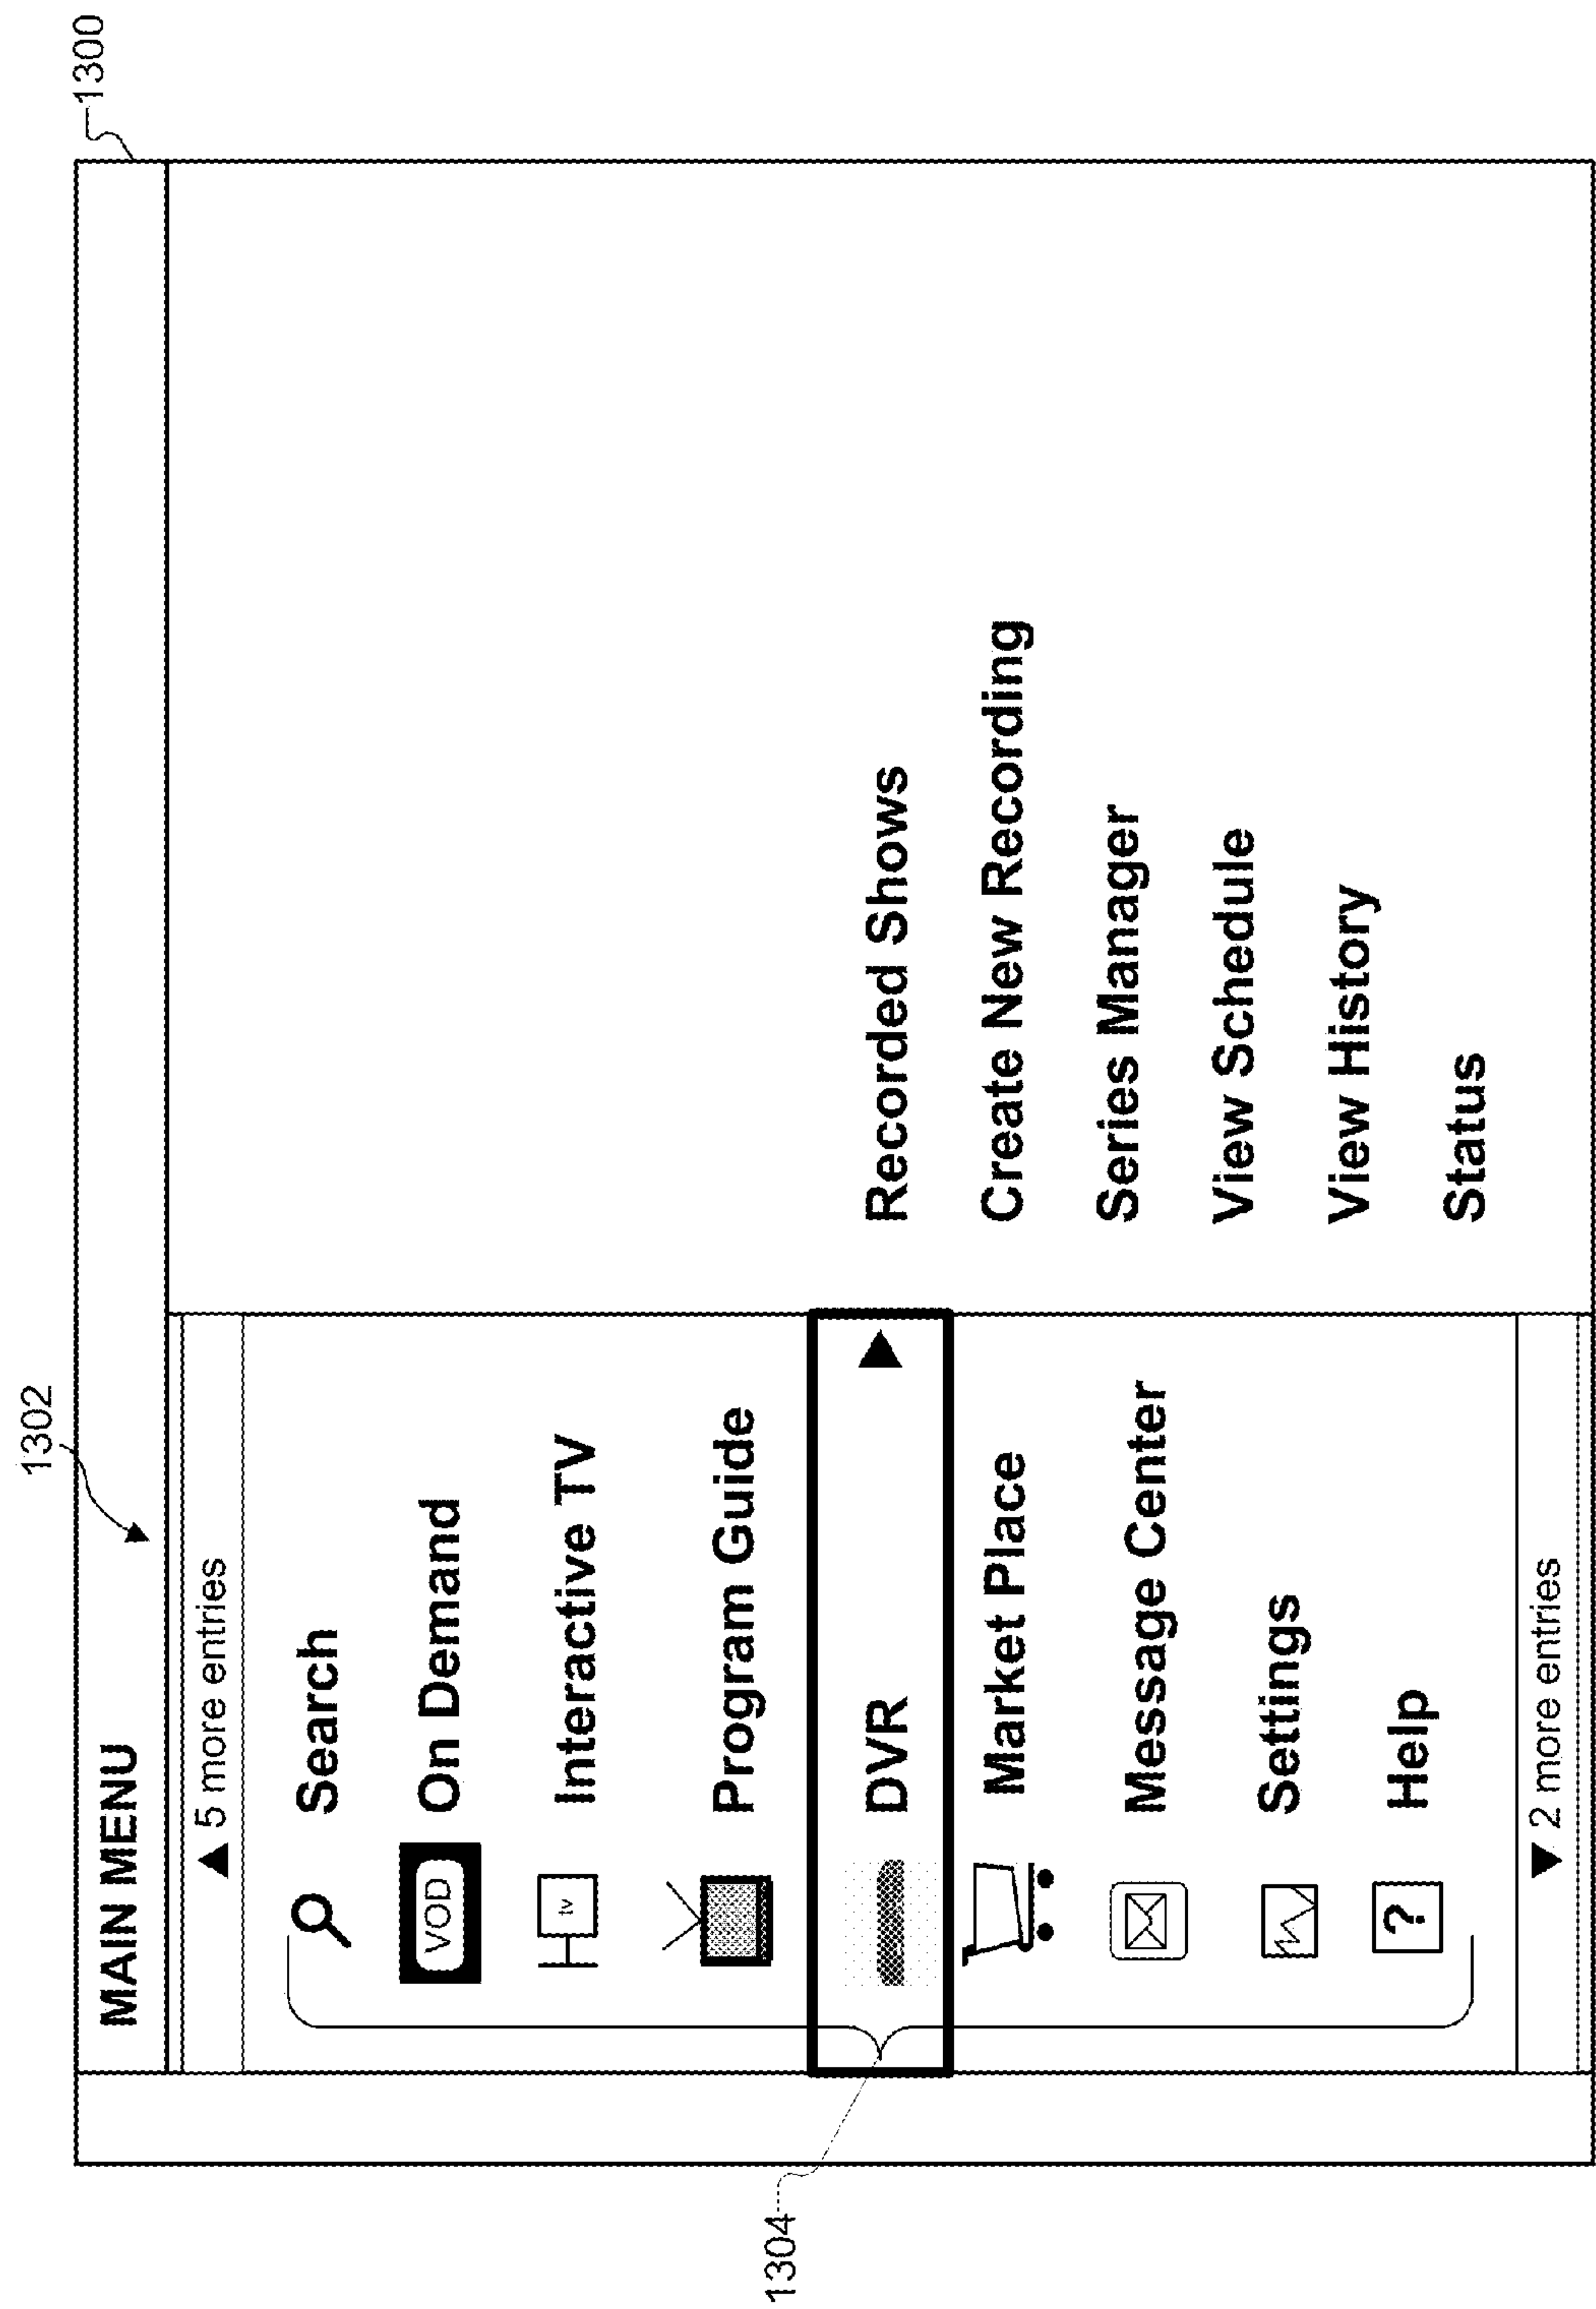 1300
1302
MAIN MENU
▲ 5 more entries
Search
VOD On Demand
tv Interactive TV
Program Guide
DVR ▶ Recorded Shows
Market Place Create New Recording
Message Center Series Manager
Settings View Schedule
? Help View History
Status
▼ 2 more entries
1304